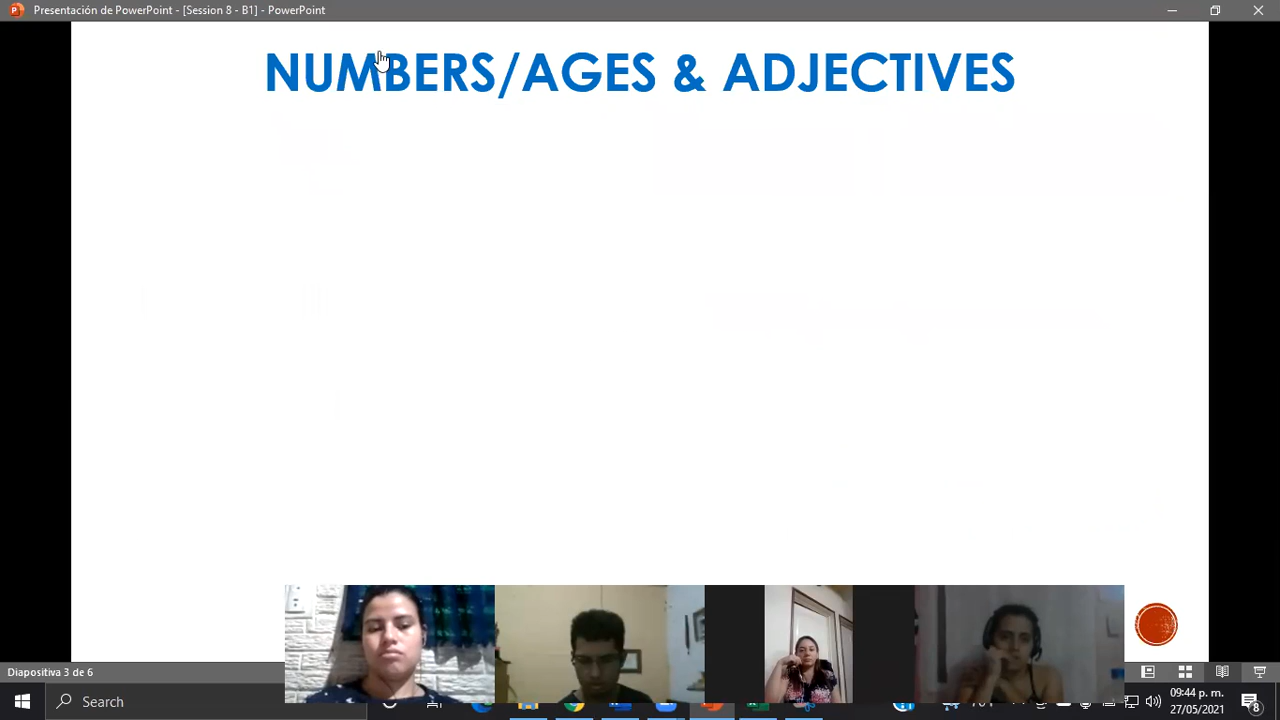 Presentación de PowerPoint - [Session 8 - B1] - PowerPoint
NUMBERS/AGES & ADJECTIVES
Diapositiva 3 de 6
Search
09:44 p. m.
27/05/2021
8